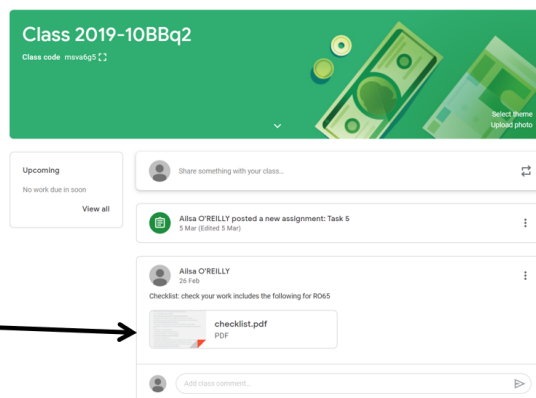 Class 2019-10BBq2
Class code msva6g5
Select theme
Upload photo
Upcoming
No work due in soon
View all
Share something with your class...
Ailsa O'REILLY posted a new assignment: Task 5
5 Mar (Edited 5 Mar)
Ailsa O'REILLY
26 Feb
Checklist: check your work includes the following for RO65
checklist.pdf
PDF
Add class comment...